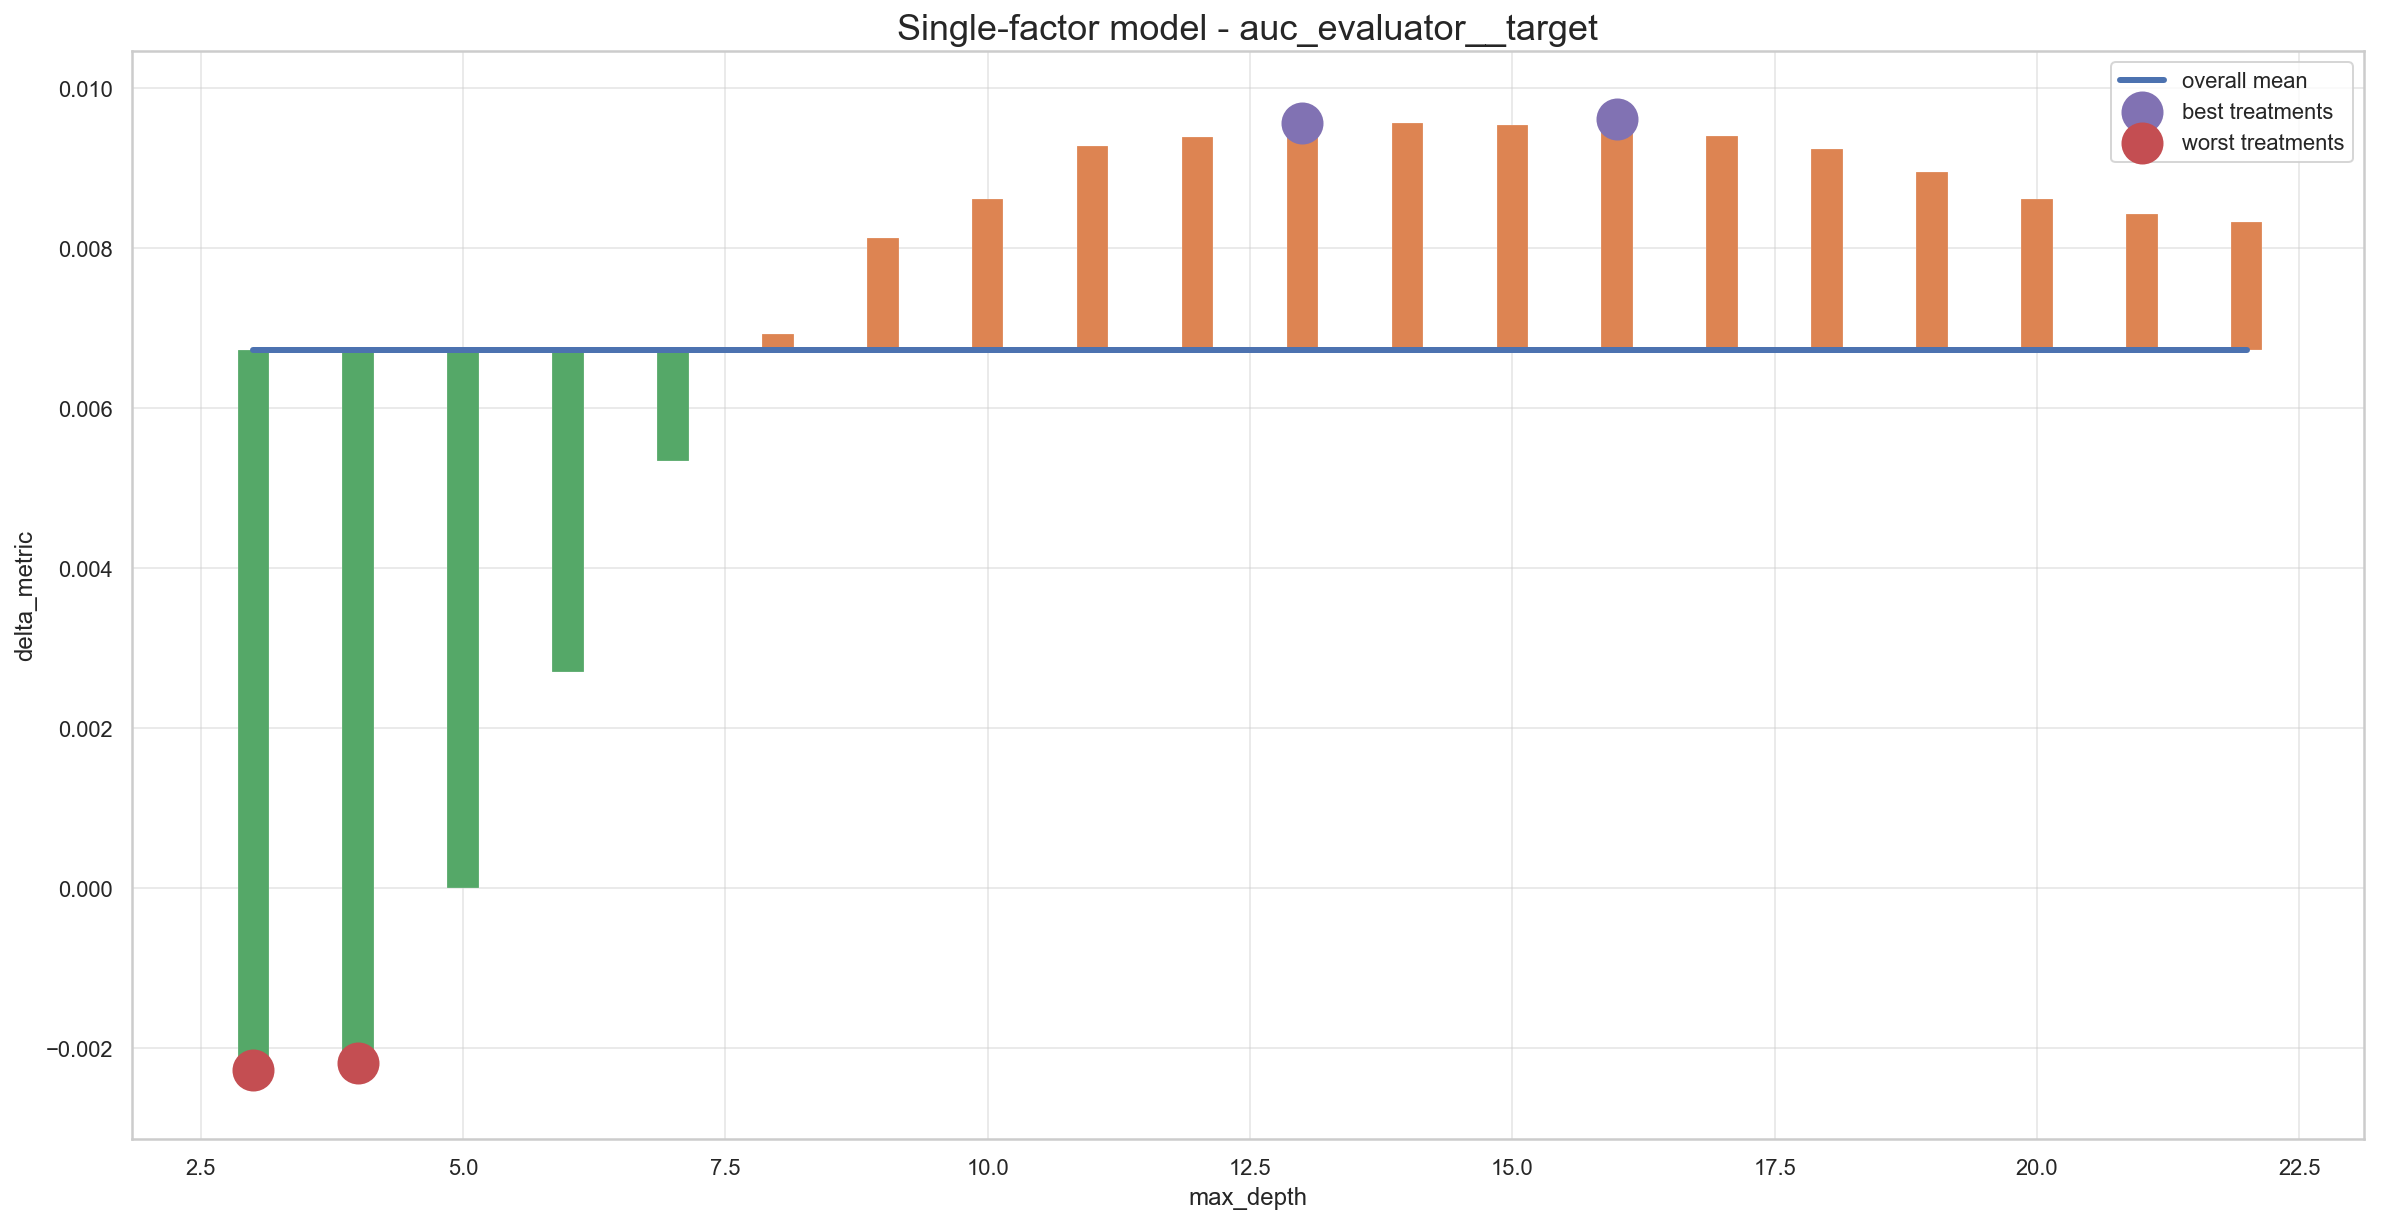 Single-factor model - auc_evaluator__target
overall mean
best treatments
worst treatments
0.010
0.008
0.006
0.004
0.002
0.000
−0.002
delta_metric
2.5 5.0 7.5 10.0 12.5 15.0 17.5 20.0 22.5
max_depth